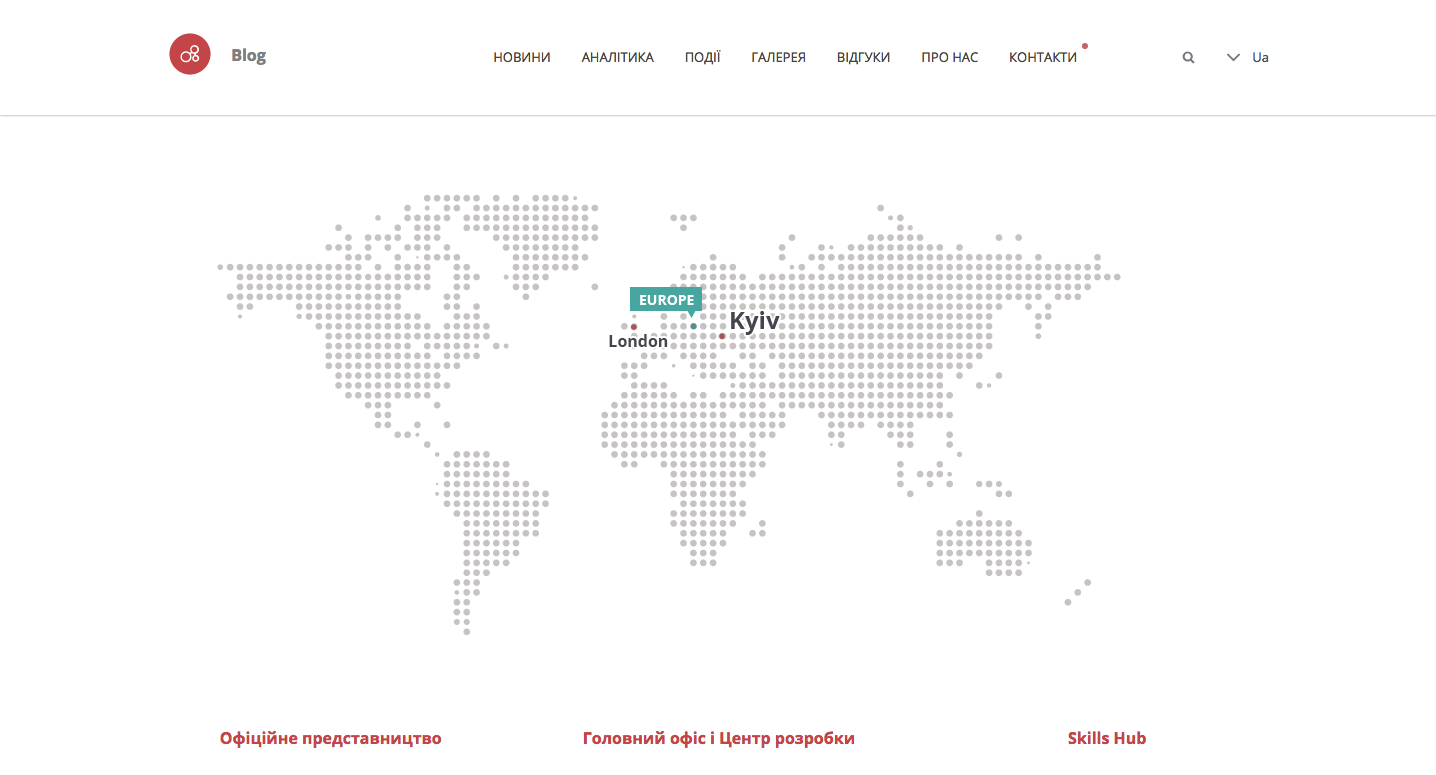 Blog
НОВИНИ
АНАЛІТИКА
ПОДІЇ
ГАЛЕРЕЯ
ВІДГУКИ
ПРО НАС
КОНТАКТИ
Ua
EUROPE
Kyiv
London
Офіційне представництво
Головний офіс і Центр розробки
Skills Hub